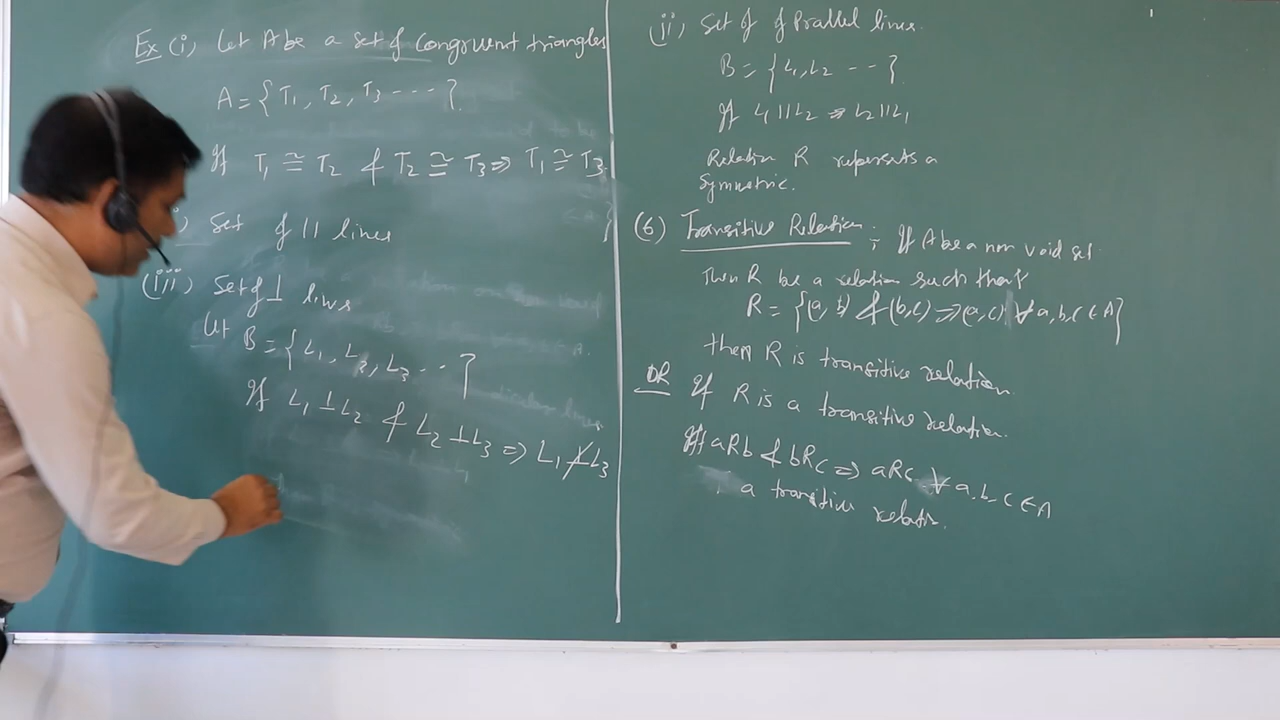 Ex (i) Let A be a set of Congruent triangles
A = {T₁, T₂, T₃ ---- }
If T₁ ≅ T₂ & T₂ ≅ T₃ ⇒ T₁ ≅ T₃
Set of || lines
(iii) Set of ⊥ lines
Let B = {L₁, L₂, L₃ -- }
If L₁ ⊥ L₂ & L₂ ⊥ L₃ ⇒ L₁ ⊥̸ L₃
(ii) Set of Parallel lines.
B = {L₁, L₂ --- }
If L₁ || L₂ ⇒ L₂ || L₁
Relation R represents a
Symmetric.
(6) Transitive Relation : If A be a non void set
Then R be a relation such that
R = {(a, b) & (b, c) ⇒ (a, c) ∀ a, b, c ∈ A}
then R is transitive relation
OR If R is a transitive relation.
If aRb & bRc ⇒ aRc ∀ a, b, c ∈ A
a transitive